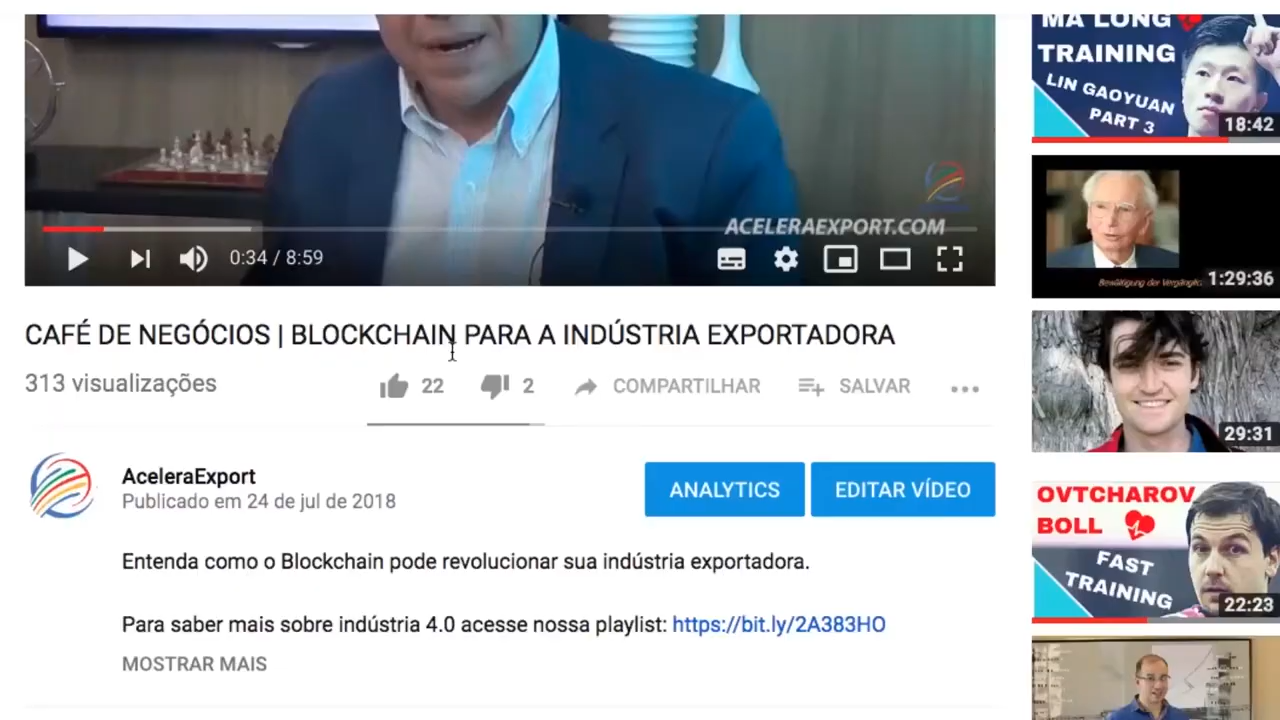 ACELERAEXPORT.COM
0:34 / 8:59
CAFÉ DE NEGÓCIOS | BLOCKCHAIN PARA A INDÚSTRIA EXPORTADORA
313 visualizações
22
2
COMPARTILHAR
SALVAR
AceleraExport
Publicado em 24 de jul de 2018
ANALYTICS
EDITAR VÍDEO
Entenda como o Blockchain pode revolucionar sua indústria exportadora.
Para saber mais sobre indústria 4.0 acesse nossa playlist: https://bit.ly/2A383HO
MOSTRAR MAIS
MA LONG
TRAINING
LIN GAOYUAN
PART 3
18:42
Bewältigung der
1:29:36
29:31
OVTCHAROV
BOLL
FAST
TRAINING
22:23